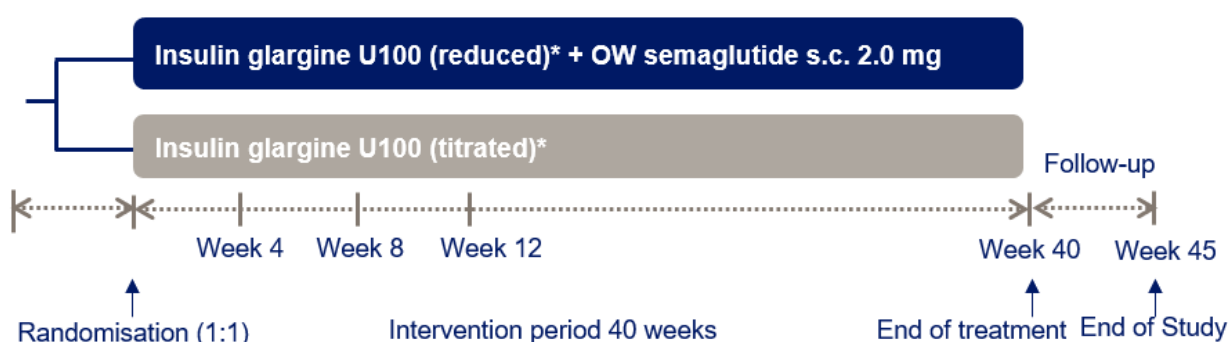 Insulin glargine U100 (reduced)* + OW semaglutide s.c. 2.0 mg
Insulin glargine U100 (titrated)*
Follow-up
Week 4 Week 8 Week 12 Week 40 Week 45
Randomisation (1:1) Intervention period 40 weeks End of treatment End of Study